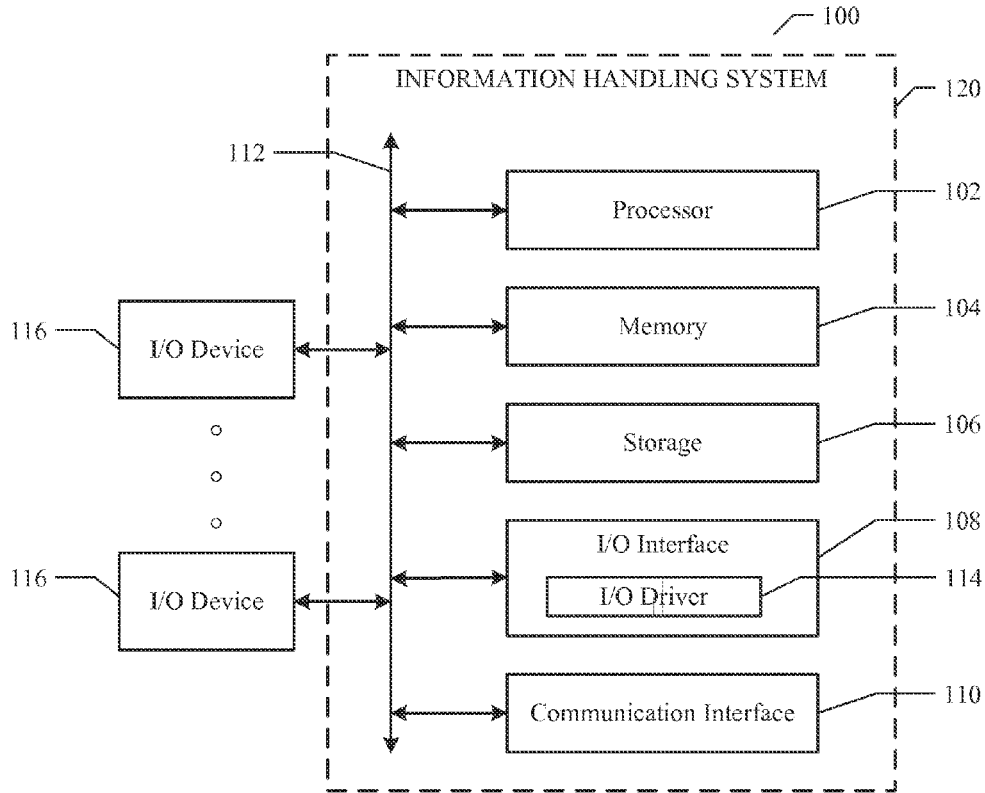 100
INFORMATION HANDLING SYSTEM
120
112
Processor
102
116
I/O Device
Memory
104
Storage
106
I/O Interface
108
116
I/O Device
I/O Driver
114
Communication Interface
110